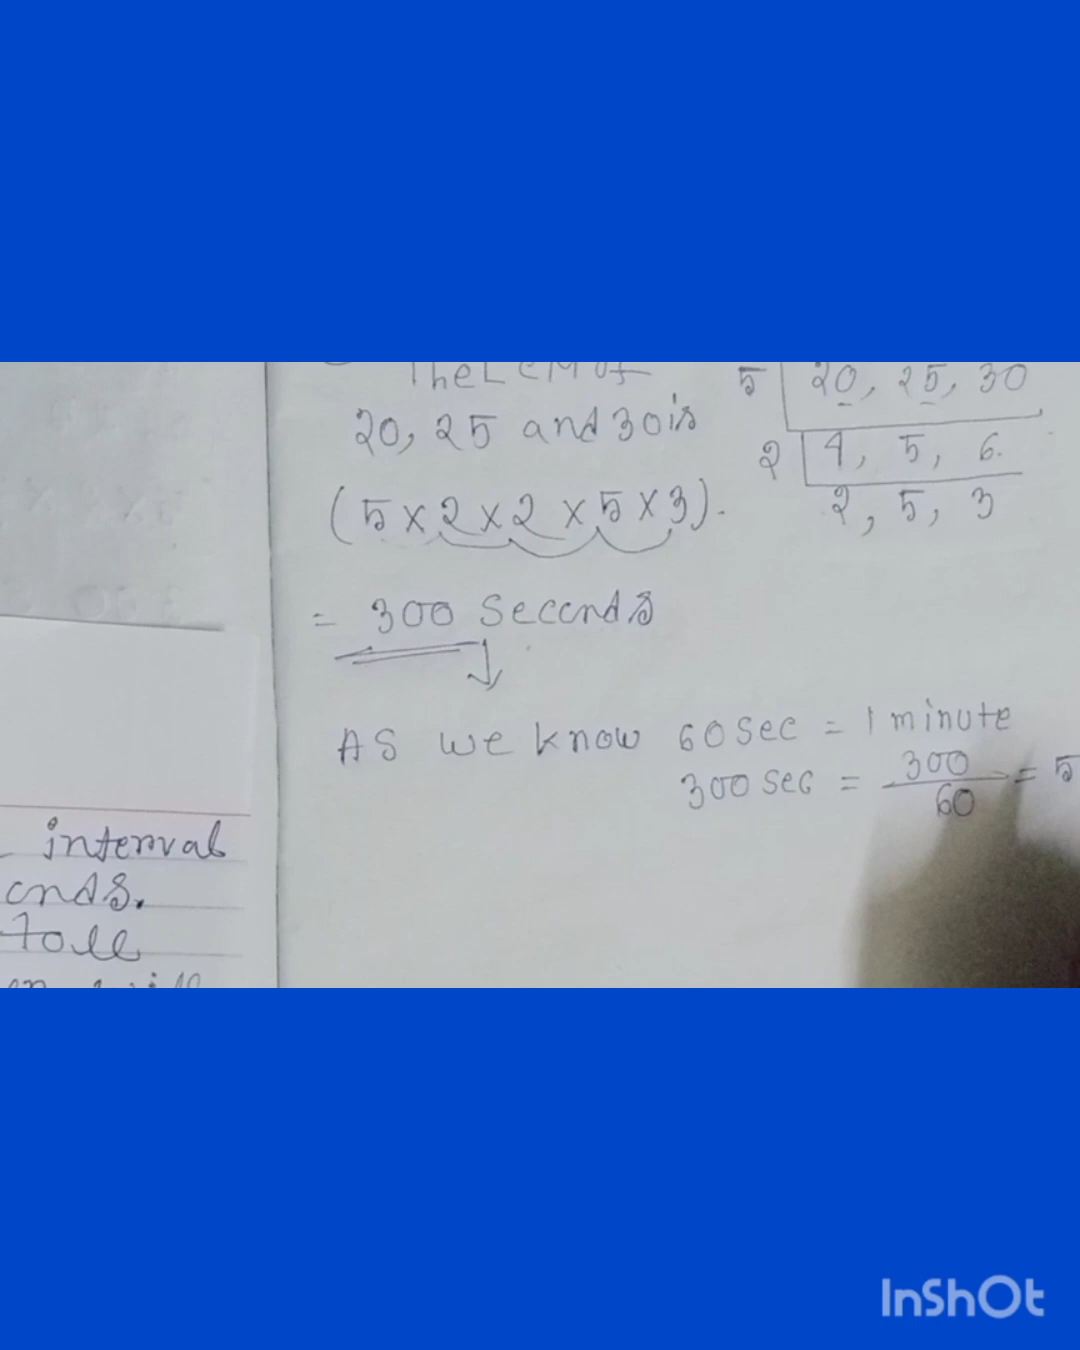 The LCM of
20, 25 and 30 is
(5×2×2×5×3).
= 300 Seconds
As we know 60 sec = 1 minute
300 sec = 300/60 = 5
5 | 20, 25, 30
2 | 4, 5, 6.
2, 5, 3
interval
onds.
toll
InShOt